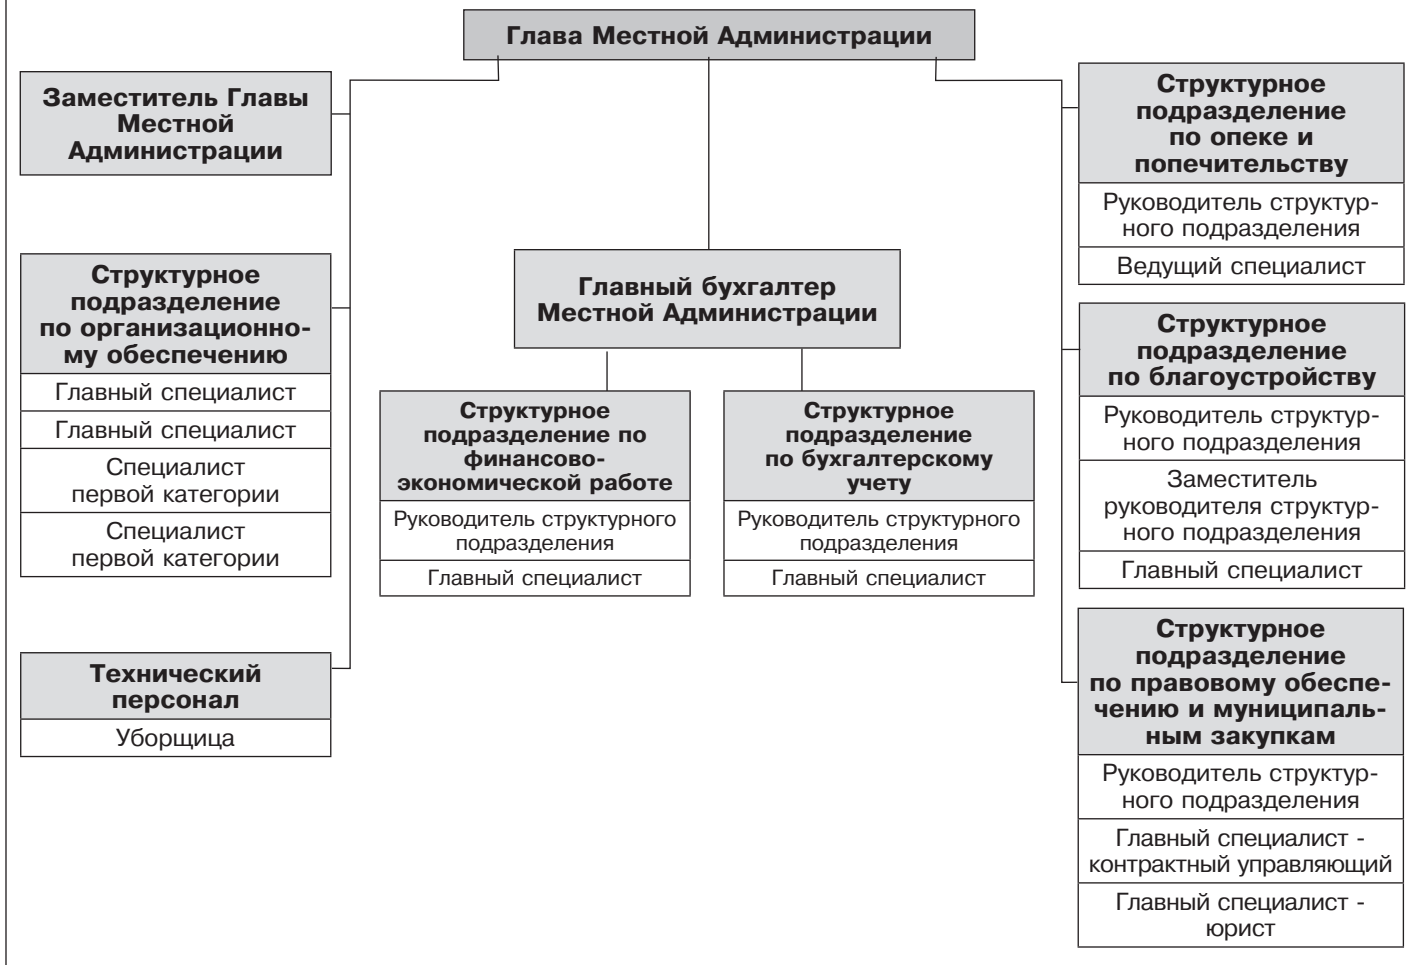 Глава Местной Администрации
Заместитель Главы
Местной
Администрации
Структурное
подразделение
по организационно-
му обеспечению
Главный специалист
Главный специалист
Специалист
первой категории
Специалист
первой категории
Технический
персонал
Уборщица
Главный бухгалтер
Местной Администрации
Структурное
подразделение по
финансово-
экономической работе
Руководитель структурного
подразделения
Главный специалист
Структурное
подразделение
по бухгалтерскому
учету
Руководитель структурного
подразделения
Главный специалист
Структурное
подразделение
по опеке и
попечительству
Руководитель структур-
ного подразделения
Ведущий специалист
Структурное
подразделение
по благоустройству
Руководитель структур-
ного подразделения
Заместитель
руководителя структур-
ного подразделения
Главный специалист
Структурное
подразделение
по правовому обеспе-
чению и муниципаль-
ным закупкам
Руководитель структур-
ного подразделения
Главный специалист -
контрактный управляющий
Главный специалист -
юрист